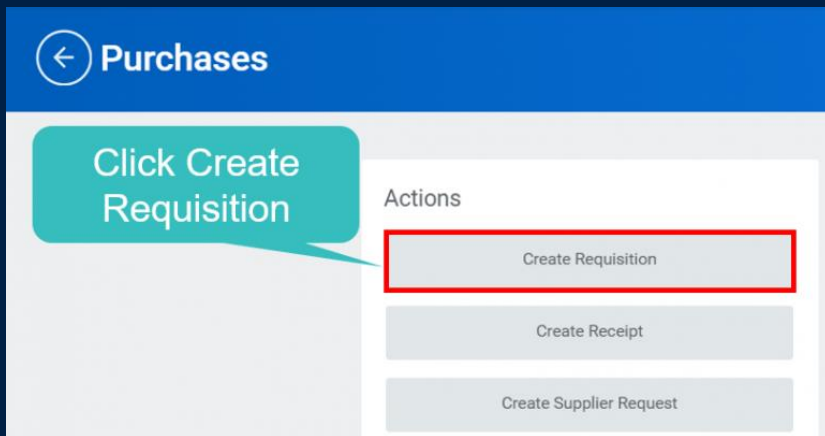 Purchases
Click Create
Requisition
Actions
Create Requisition
Create Receipt
Create Supplier Request